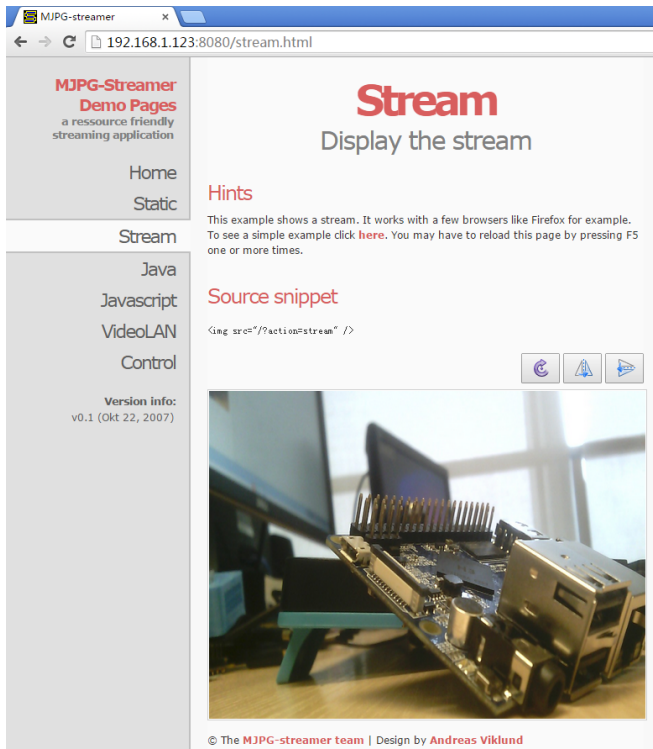 MJPG-streamer
192.168.1.123:8080/stream.html
MJPG-Streamer
Demo Pages
a ressource friendly
streaming application
Home
Static
Stream
Java
Javascript
VideoLAN
Control
Version info:
v0.1 (Okt 22, 2007)
Stream
Display the stream
Hints
This example shows a stream. It works with a few browsers like Firefox for example.
To see a simple example click here. You may have to reload this page by pressing F5
one or more times.
Source snippet
<img src="/?action=stream" />
© The MJPG-streamer team | Design by Andreas Viklund